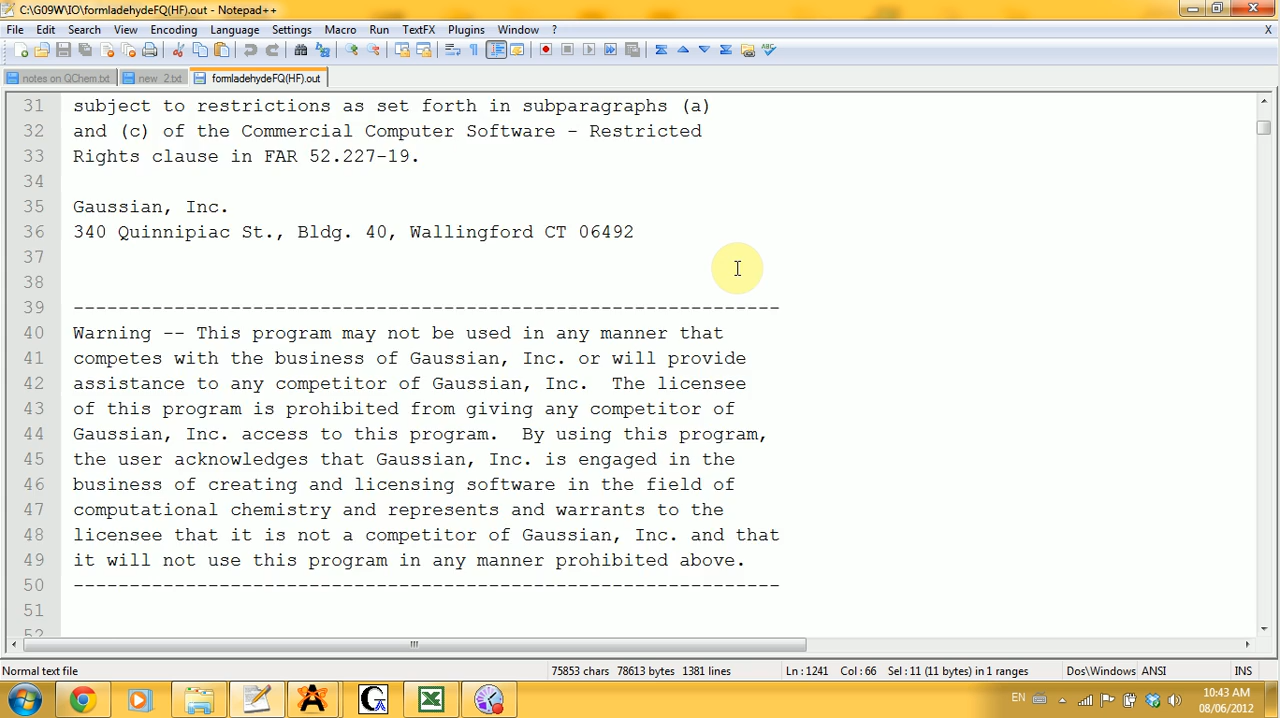 C:\G09W\IO\formladehydeFQ(HF).out - Notepad++
File Edit Search View Encoding Language Settings Macro Run TextFX Plugins Window ? X
notes on QChem.txt new 2.txt formladehydeFQ(HF).out
31 subject to restrictions as set forth in subparagraphs (a)
32 and (c) of the Commercial Computer Software - Restricted
33 Rights clause in FAR 52.227-19.
34
35 Gaussian, Inc.
36 340 Quinnipiac St., Bldg. 40, Wallingford CT 06492
37
38
39 ---------------------------------------------------------------
40 Warning -- This program may not be used in any manner that
41 competes with the business of Gaussian, Inc. or will provide
42 assistance to any competitor of Gaussian, Inc.  The licensee
43 of this program is prohibited from giving any competitor of
44 Gaussian, Inc. access to this program.  By using this program,
45 the user acknowledges that Gaussian, Inc. is engaged in the
46 business of creating and licensing software in the field of
47 computational chemistry and represents and warrants to the
48 licensee that it is not a competitor of Gaussian, Inc. and that
49 it will not use this program in any manner prohibited above.
50 ---------------------------------------------------------------
51
52
Normal text file 75853 chars 78613 bytes 1381 lines Ln : 1241 Col : 66 Sel : 11 (11 bytes) in 1 ranges Dos\Windows ANSI INS
EN 10:43 AM
08/06/2012